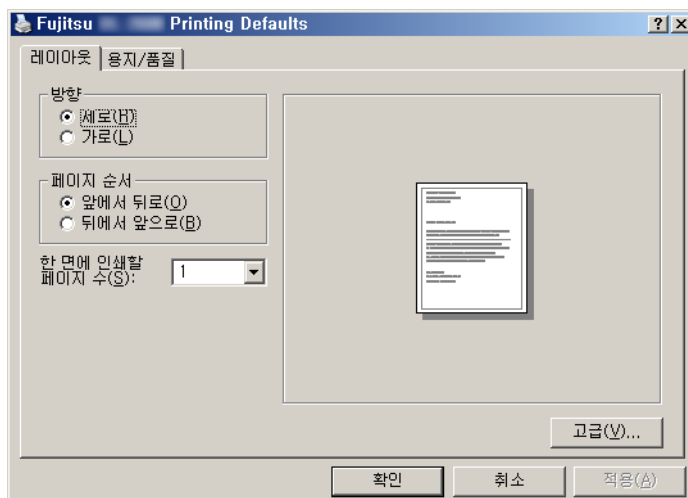 Fujitsu Printing Defaults
레이아웃
용지/품질
방향
세로(H)
가로(L)
페이지 순서
앞에서 뒤로(O)
뒤에서 앞으로(B)
한 면에 인쇄할
페이지 수(S):
1
고급(V)...
확인
취소
적용(A)